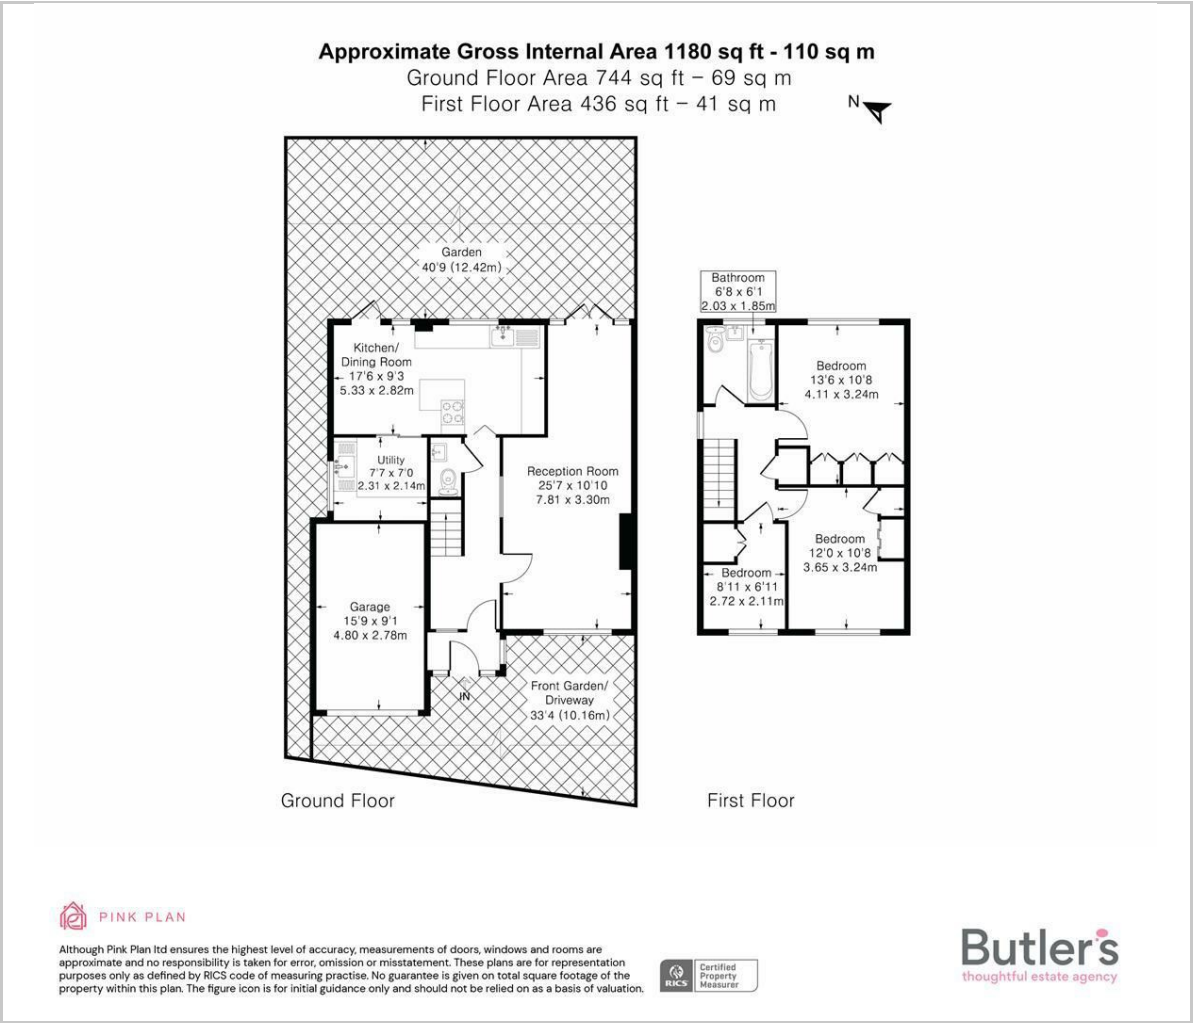 Approximate Gross Internal Area 1180 sq ft - 110 sq m
Ground Floor Area 744 sq ft – 69 sq m
First Floor Area 436 sq ft – 41 sq m
N
Garden
40'9 (12.42m)
Kitchen/
Dining Room
17'6 x 9'3
5.33 x 2.82m
Utility
7'7 x 7'0
2.31 x 2.14m
Reception Room
25'7 x 10'10
7.81 x 3.30m
Garage
15'9 x 9'1
4.80 x 2.78m
IN
Front Garden/
Driveway
33'4 (10.16m)
Ground Floor
Bathroom
6'8 x 6'1
2.03 x 1.85m
Bedroom
13'6 x 10'8
4.11 x 3.24m
Bedroom
12'0 x 10'8
3.65 x 3.24m
Bedroom
8'11 x 6'11
2.72 x 2.11m
First Floor
PINK PLAN
Although Pink Plan ltd ensures the highest level of accuracy, measurements of doors, windows and rooms are
approximate and no responsibility is taken for error, omission or misstatement. These plans are for representation
purposes only as defined by RICS code of measuring practise. No guarantee is given on total square footage of the
property within this plan. The figure icon is for initial guidance only and should not be relied on as a basis of valuation.
RICS
Certified
Property
Measurer
Butler's
thoughtful estate agency